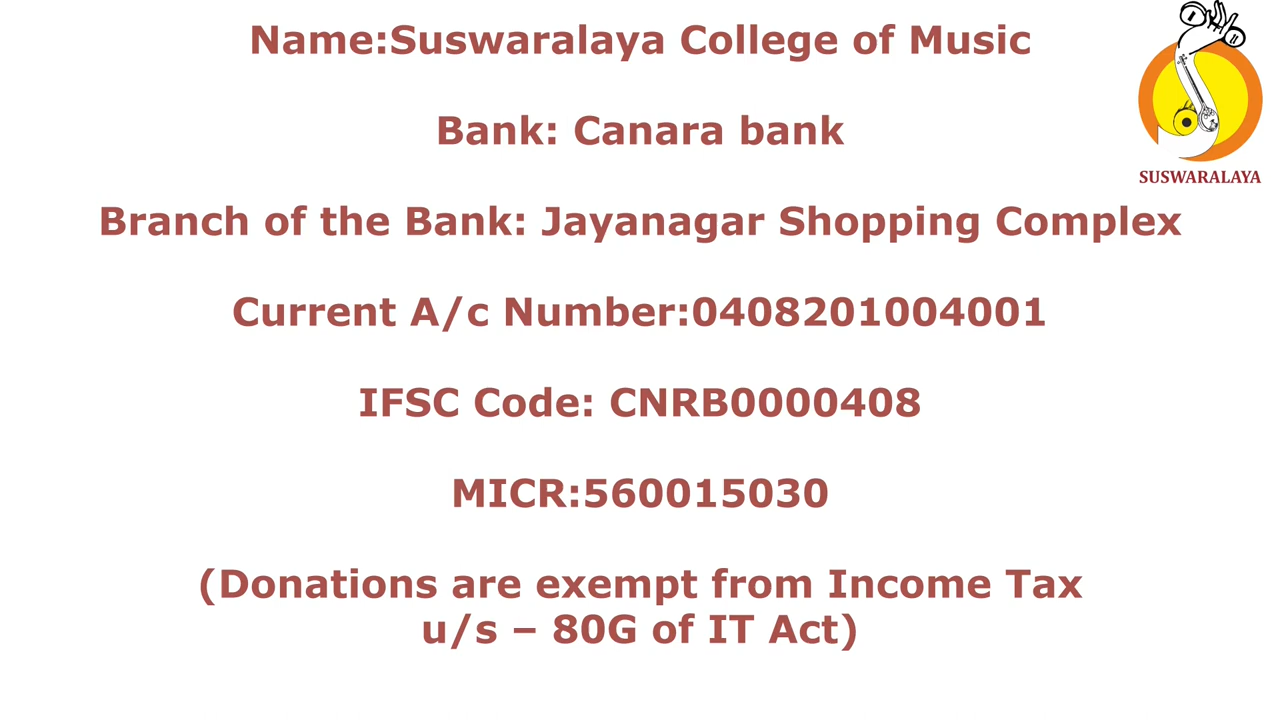 Name:Suswaralaya College of Music
SUSWARALAYA
Bank: Canara bank
Branch of the Bank: Jayanagar Shopping Complex
Current A/c Number:0408201004001
IFSC Code: CNRB0000408
MICR:560015030
(Donations are exempt from Income Tax
u/s – 80G of IT Act)